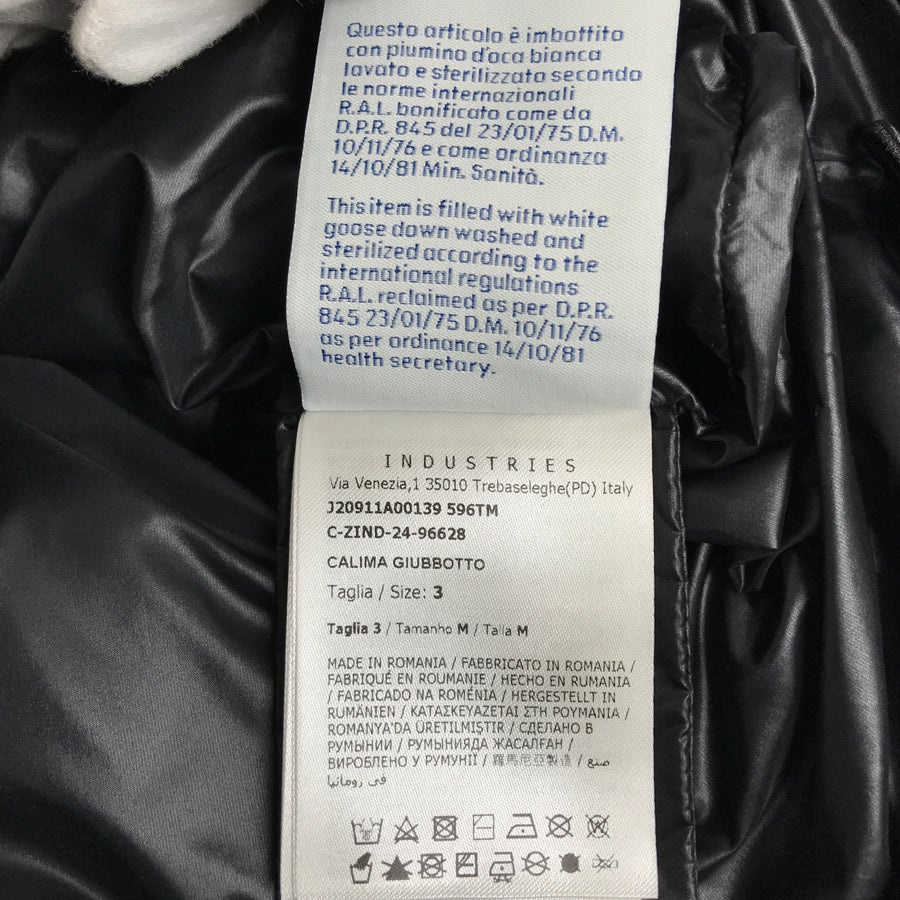 Questo articolo è imbottito
con piumino d'oca bianca
lavato e sterilizzato secondo
le norme internazionali
R.A.L. bonificato come da
D.P.R. 845 del 23/01/75 D.M.
10/11/76 e come ordinanza
14/10/81 Min. Sanità.
This item is filled with white
goose down washed and
sterilized according to the
international regulations
R.A.L. reclaimed as per D.P.R.
845 23/01/75 D.M. 10/11/76
as per ordinance 14/10/81
health secretary.
INDUSTRIES
Via Venezia,1 35010 Trebaseleghe(PD) Italy
J20911A00139 596TM
C-ZIND-24-96628
CALIMA GIUBBOTTO
Taglia / Size: 3
Taglia 3 / Tamanho M / Talla M
MADE IN ROMANIA / FABBRICATO IN ROMANIA /
FABRIQUÉ EN ROUMANIE / HECHO EN RUMANIA
/ FABRICADO NA ROMÉNIA / HERGESTELLT IN
RUMÄNIEN / ΚΑΤΑΣΚΕΥΑΖΕΤΑΙ ΣΤΗ ΡΟΥΜΑΝΙΑ /
ROMANYA'DA ÜRETİLMİŞTİR / СДЕЛАНО В
РУМЫНИИ / РУМЫНИЯДА ЖАСАЛҒАН /
ВИРОБЛЕНО У РУМУНІЇ / 羅馬尼亞製造 / صنع
في رومانيا